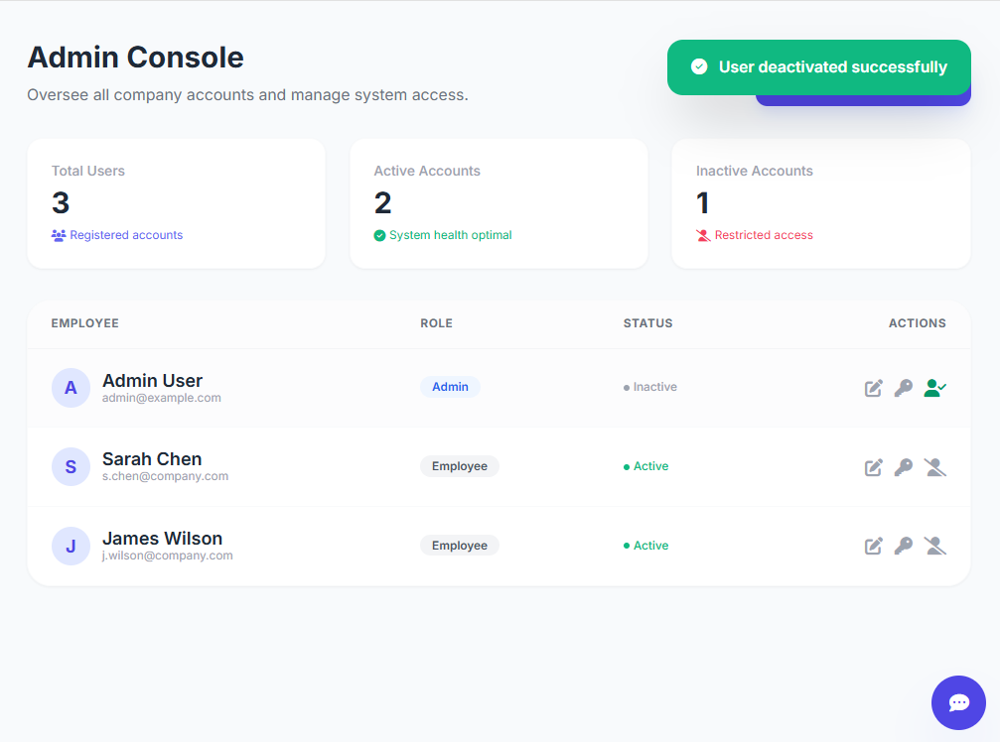 Admin Console
User deactivated successfully
Oversee all company accounts and manage system access.
Total Users
3
Registered accounts
Active Accounts
2
System health optimal
Inactive Accounts
1
Restricted access
EMPLOYEE ROLE STATUS ACTIONS
A Admin User Admin Inactive
admin@example.com
S Sarah Chen Employee Active
s.chen@company.com
J James Wilson Employee Active
j.wilson@company.com